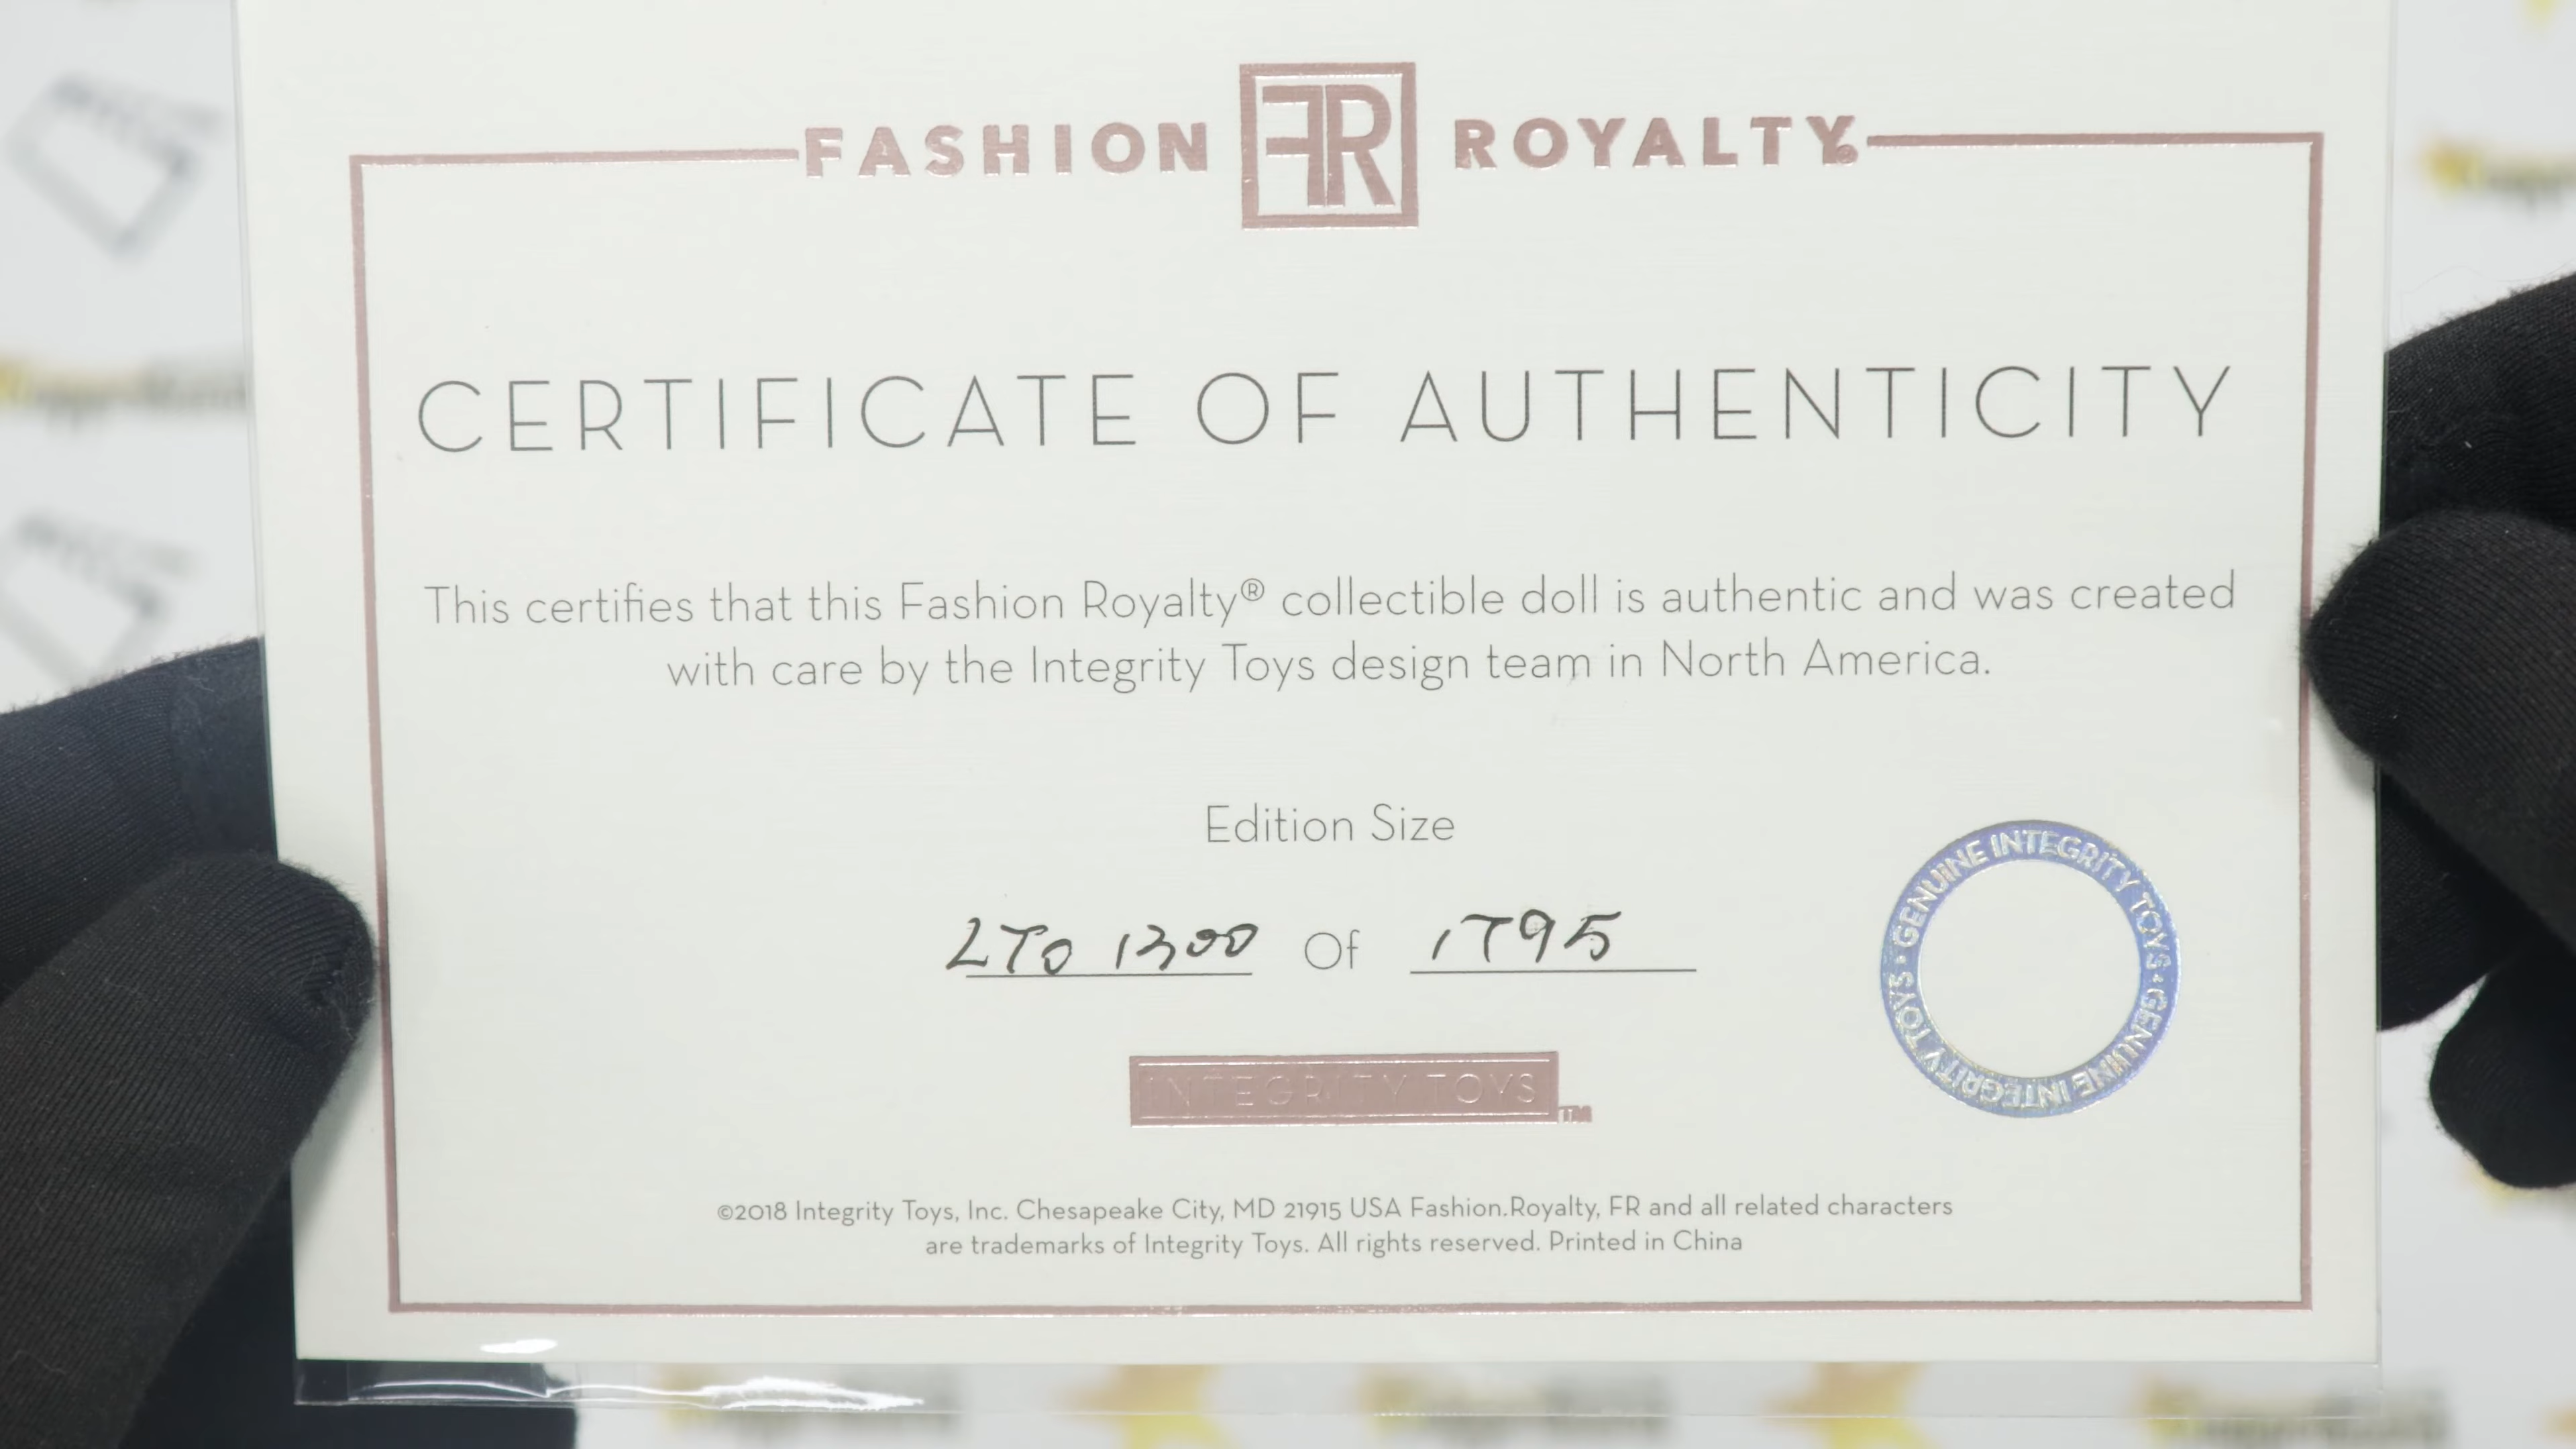 FASHION FR ROYALTY®
CERTIFICATE OF AUTHENTICITY
This certifies that this Fashion Royalty® collectible doll is authentic and was created
with care by the Integrity Toys design team in North America.
Edition Size
LTO 1300 Of 1795
GENUINE INTEGRITY TOYS • GENUINE INTEGRITY TOYS •
INTEGRITY TOYS™
©2018 Integrity Toys, Inc. Chesapeake City, MD 21915 USA Fashion.Royalty, FR and all related characters
are trademarks of Integrity Toys. All rights reserved. Printed in China